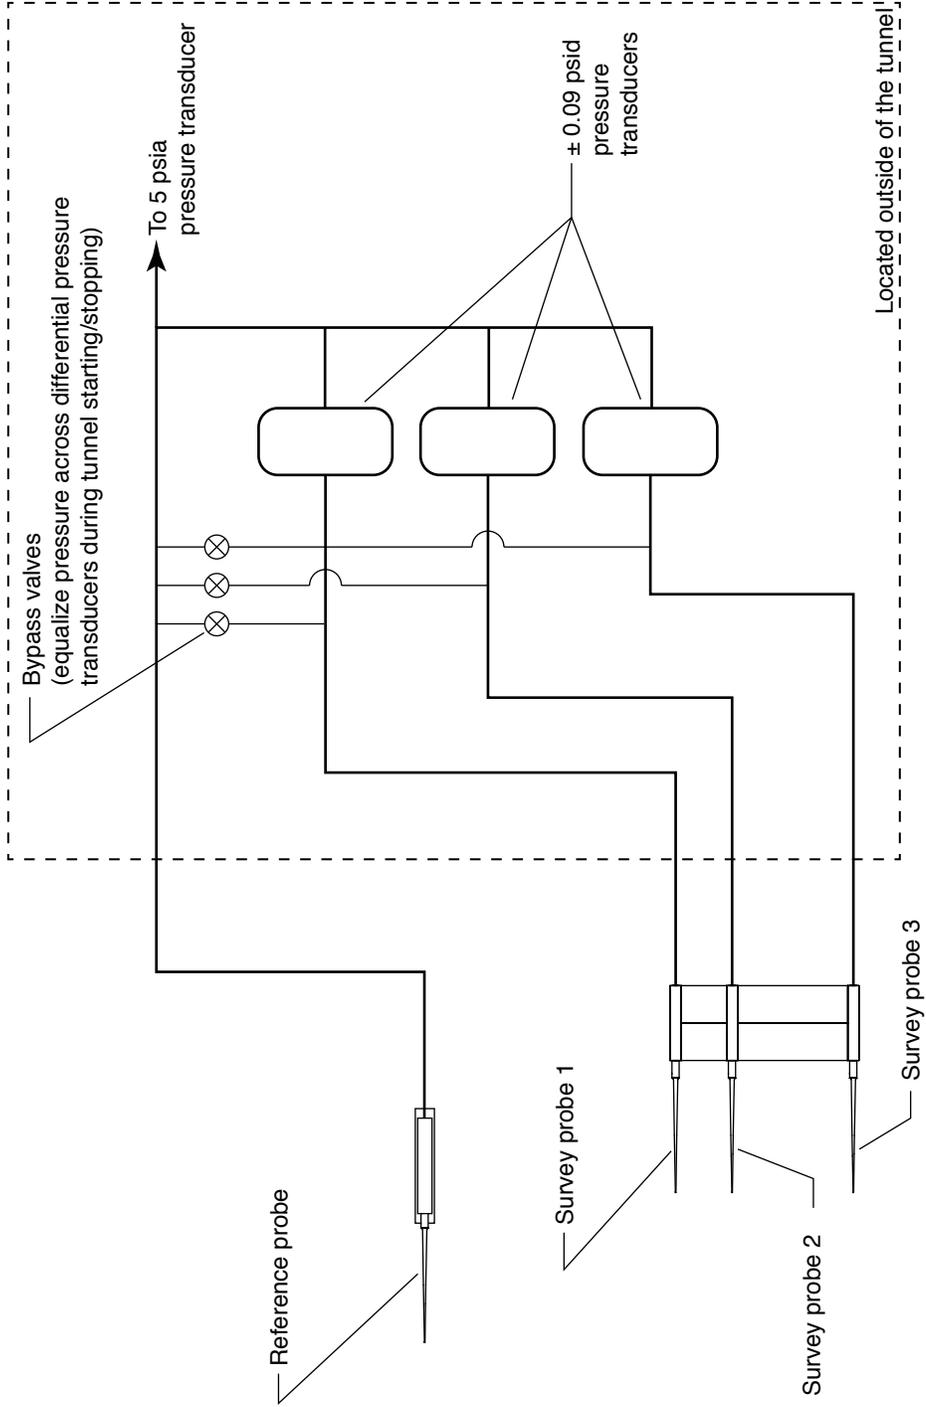 Bypass valves
(equalize pressure across differential pressure
transducers during tunnel starting/stopping)
To 5 psia
pressure transducer
± 0.09 psid
pressure
transducers
Located outside of the tunnel
Reference probe
Survey probe 1
Survey probe 2
Survey probe 3